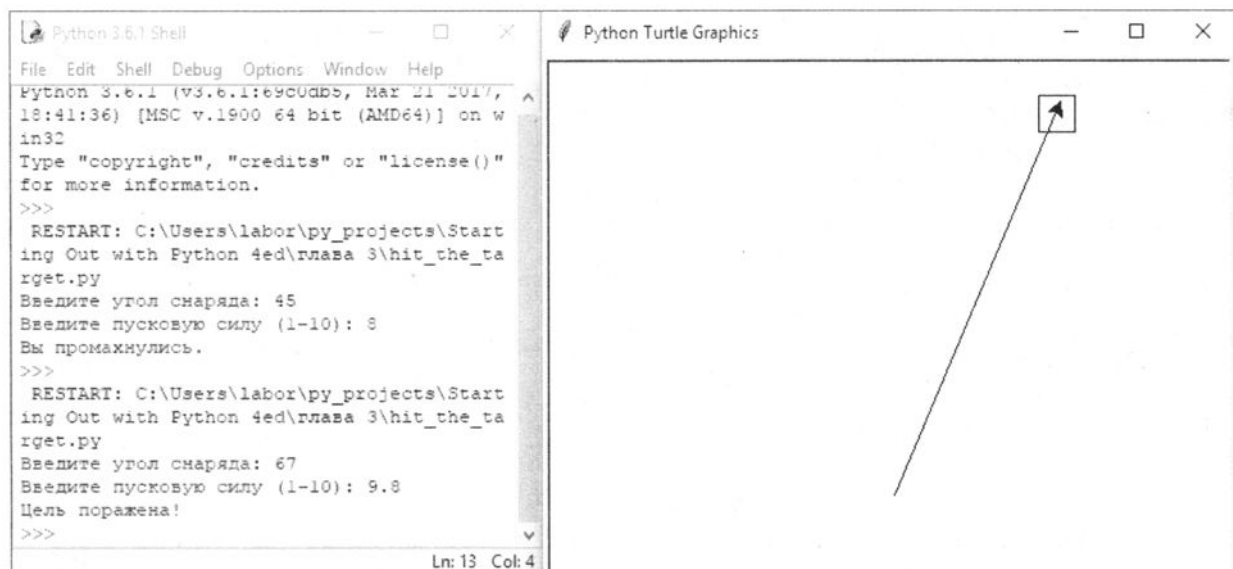 Python 3.6.1 Shell
File Edit Shell Debug Options Window Help
Python 3.6.1 (v3.6.1:69c0db5, Mar 21 2017,
18:41:36) [MSC v.1900 64 bit (AMD64)] on w
in32
Type "copyright", "credits" or "license()"
for more information.
>>>
RESTART: C:\Users\labor\py_projects\Start
ing Out with Python 4ed\глава 3\hit_the_ta
rget.py
Введите угол снаряда: 45
Введите пусковую силу (1-10): 8
Вы промахнулись.
>>>
RESTART: C:\Users\labor\py_projects\Start
ing Out with Python 4ed\глава 3\hit_the_ta
rget.py
Введите угол снаряда: 67
Введите пусковую силу (1-10): 9.8
Цель поражена!
>>>
Ln: 13 Col: 4
Python Turtle Graphics